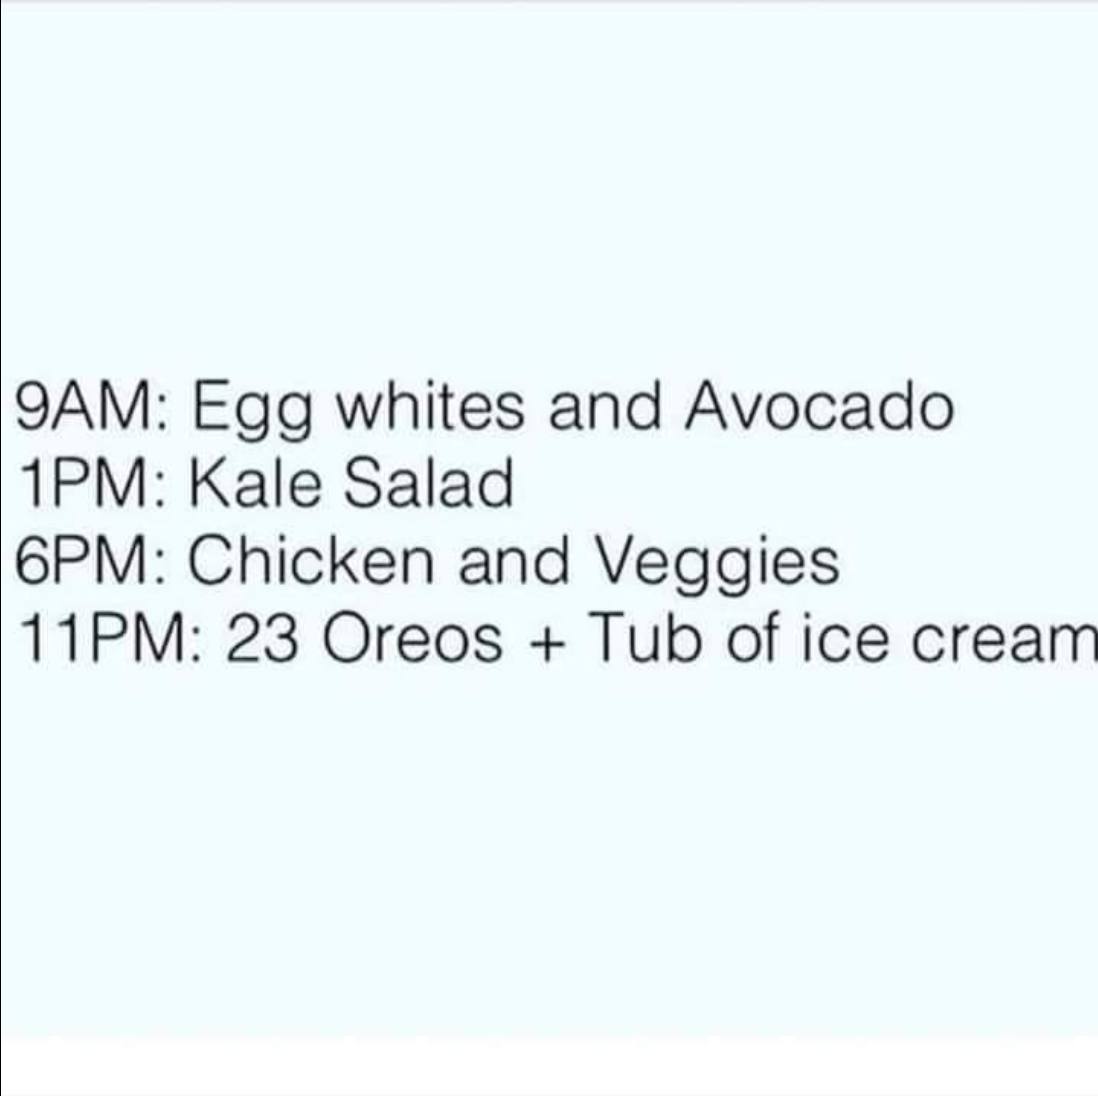 9AM: Egg whites and Avocado
1PM: Kale Salad
6PM: Chicken and Veggies
11PM: 23 Oreos + Tub of ice cream